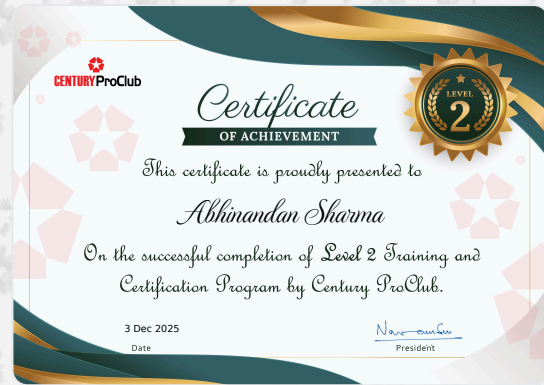 CENTURY ProClub
LEVEL
2
Certificate
OF ACHIEVEMENT
This certificate is proudly presented to
Abhinandan Sharma
On the successful completion of Level 2 Training and
Certification Program by Century ProClub.
3 Dec 2025
Date
President